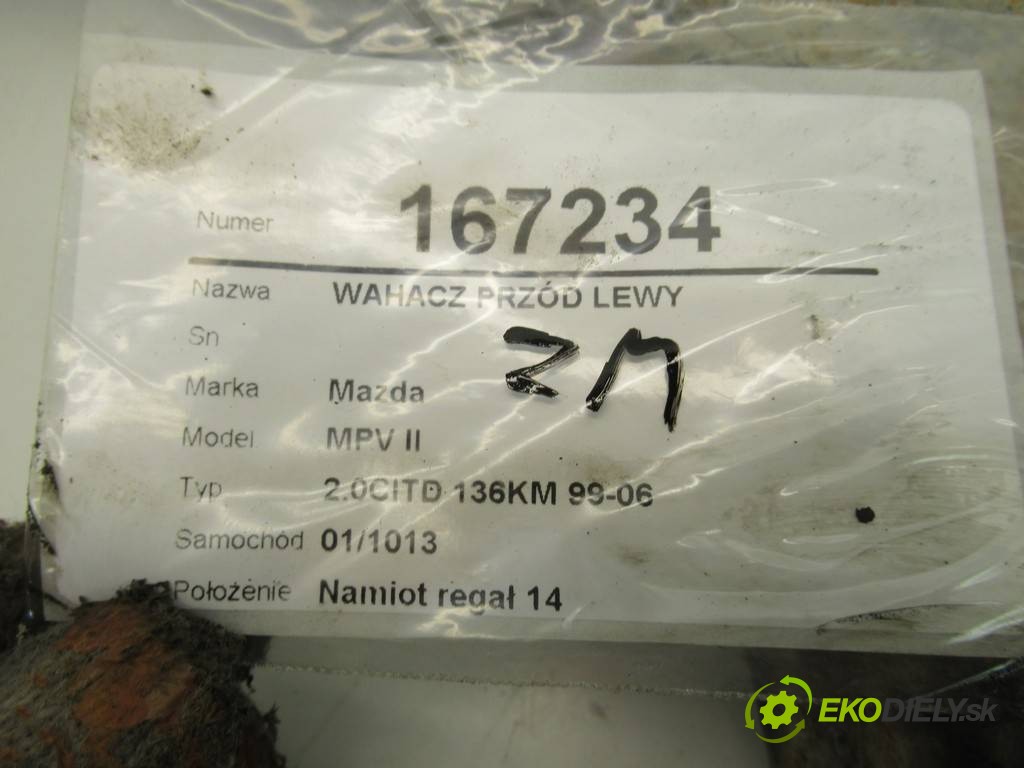 Numer 167234
Nazwa WAHACZ PRZÓD LEWY
Sn
ZM
Marka Mazda
Model MPV II
Typ 2.0CITD 136KM 99-06
Samochód 01/1013
Położenie Namiot regał 14
EKODIELY.sk